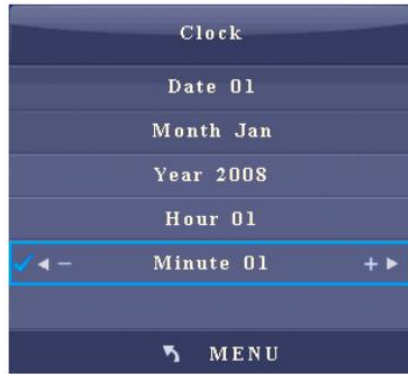 Clock
Date 01
Month Jan
Year 2008
Hour 01
− Minute 01 +
MENU